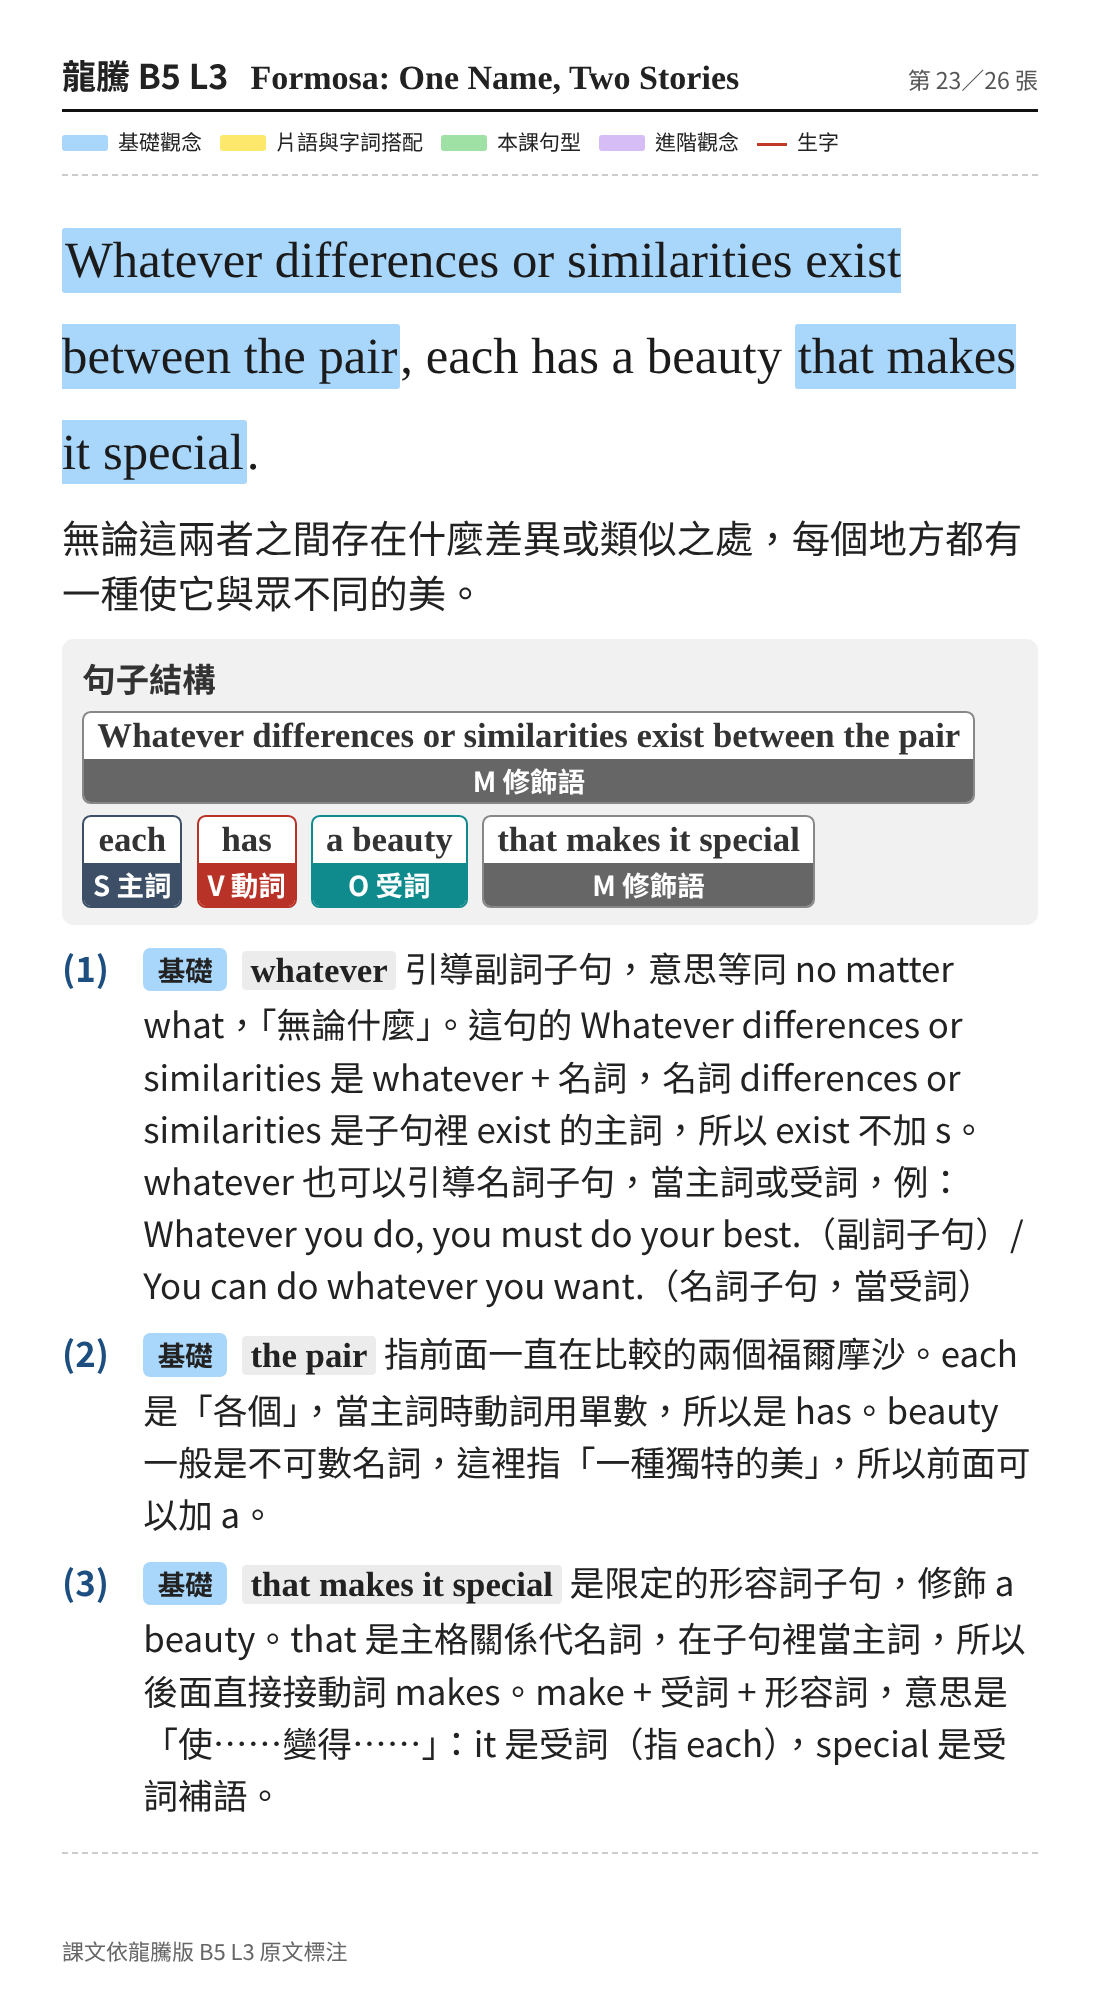 龍騰 B5 L3 Formosa: One Name, Two Stories 第 23／26 張
基礎觀念 片語與字詞搭配 本課句型 進階觀念 生字
Whatever differences or similarities exist
between the pair, each has a beauty that makes
it special.
無論這兩者之間存在什麼差異或類似之處，每個地方都有
一種使它與眾不同的美。
句子結構
Whatever differences or similarities exist between the pair
M 修飾語
each has a beauty that makes it special
S 主詞 V 動詞 O 受詞 M 修飾語
(1) 基礎 whatever 引導副詞子句，意思等同 no matter
what，「無論什麼」。這句的 Whatever differences or
similarities 是 whatever + 名詞，名詞 differences or
similarities 是子句裡 exist 的主詞，所以 exist 不加 s。
whatever 也可以引導名詞子句，當主詞或受詞，例：
Whatever you do, you must do your best.（副詞子句）/
You can do whatever you want.（名詞子句，當受詞）
(2) 基礎 the pair 指前面一直在比較的兩個福爾摩沙。each
是「各個」，當主詞時動詞用單數，所以是 has。beauty
一般是不可數名詞，這裡指「一種獨特的美」，所以前面可
以加 a。
(3) 基礎 that makes it special 是限定的形容詞子句，修飾 a
beauty。that 是主格關係代名詞，在子句裡當主詞，所以
後面直接接動詞 makes。make + 受詞 + 形容詞，意思是
「使……變得……」：it 是受詞（指 each），special 是受
詞補語。
課文依龍騰版 B5 L3 原文標注